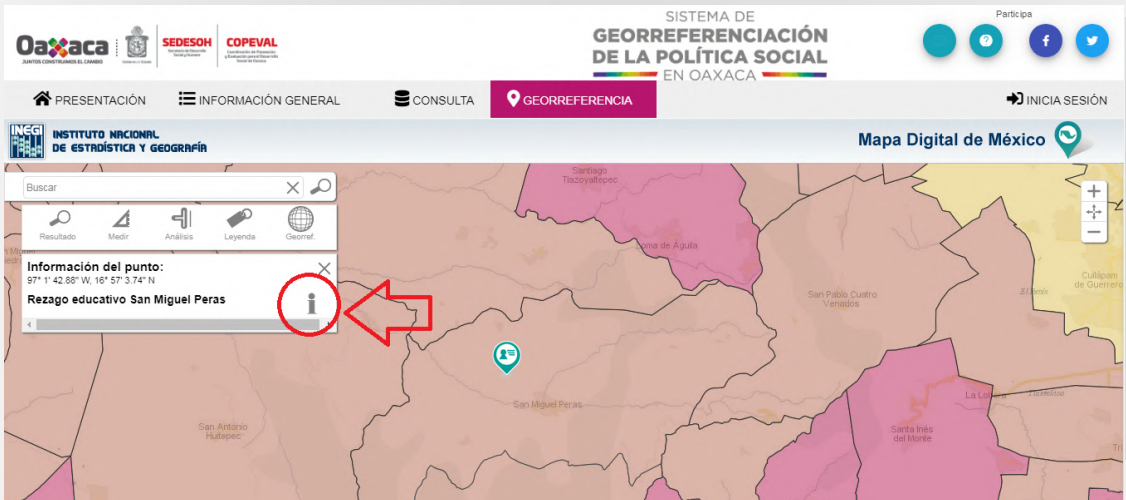 Oaxaca
JUNTOS CONSTRUIMOS EL CAMBIO
SEDESOH
COPEVAL
SISTEMA DE
GEORREFERENCIACIÓN
DE LA POLÍTICA SOCIAL
EN OAXACA
Participa
PRESENTACIÓN
INFORMACIÓN GENERAL
CONSULTA
GEORREFERENCIA
INICIA SESIÓN
INEGI
INSTITUTO NACIONAL
DE ESTADÍSTICA Y GEOGRAFÍA
Mapa Digital de México
Buscar
Resultado
Medir
Análisis
Leyenda
Georref.
Información del punto:
97° 1' 42.88" W, 16° 57' 3.74" N
Rezago educativo San Miguel Peras
Santiago
Tlazoyaltepec
Loma de Águila
San Pablo Cuatro
Venados
Cuilápam
de Guerrero
San Miguel Peras
San Antonio
Huitepec
Santa Inés
del Monte